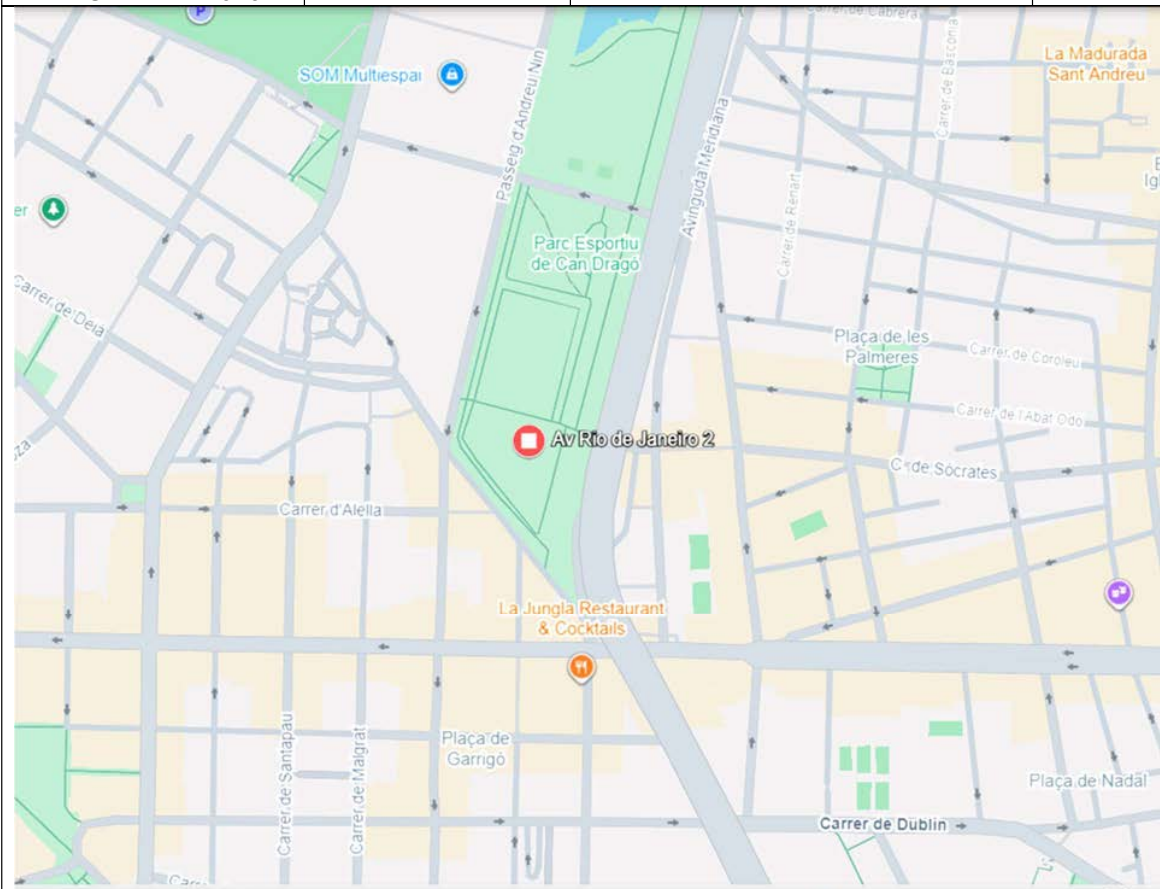 P
Carrer de Cabrera
SOM Multiespai
La Madurada
Sant Andreu
Passeig d'Andreu Nin
Avinguda Meridiana
Carrer de Bascònia
Carrer de Renart
er
Parc Esportiu
de Can Dragó
Carrer de Deià
Plaça de les
Palmeres
Carrer de Coroleu
Carrer de l'Abat Odó
Av Rio de Janeiro 2
C. de Sòcrates
Carrer d'Alella
La Jungla Restaurant
& Cocktails
Carrer de Santapau
Carrer de Malgrat
Plaça de
Garrigó
Plaça de Nadal
Carrer de Dublín